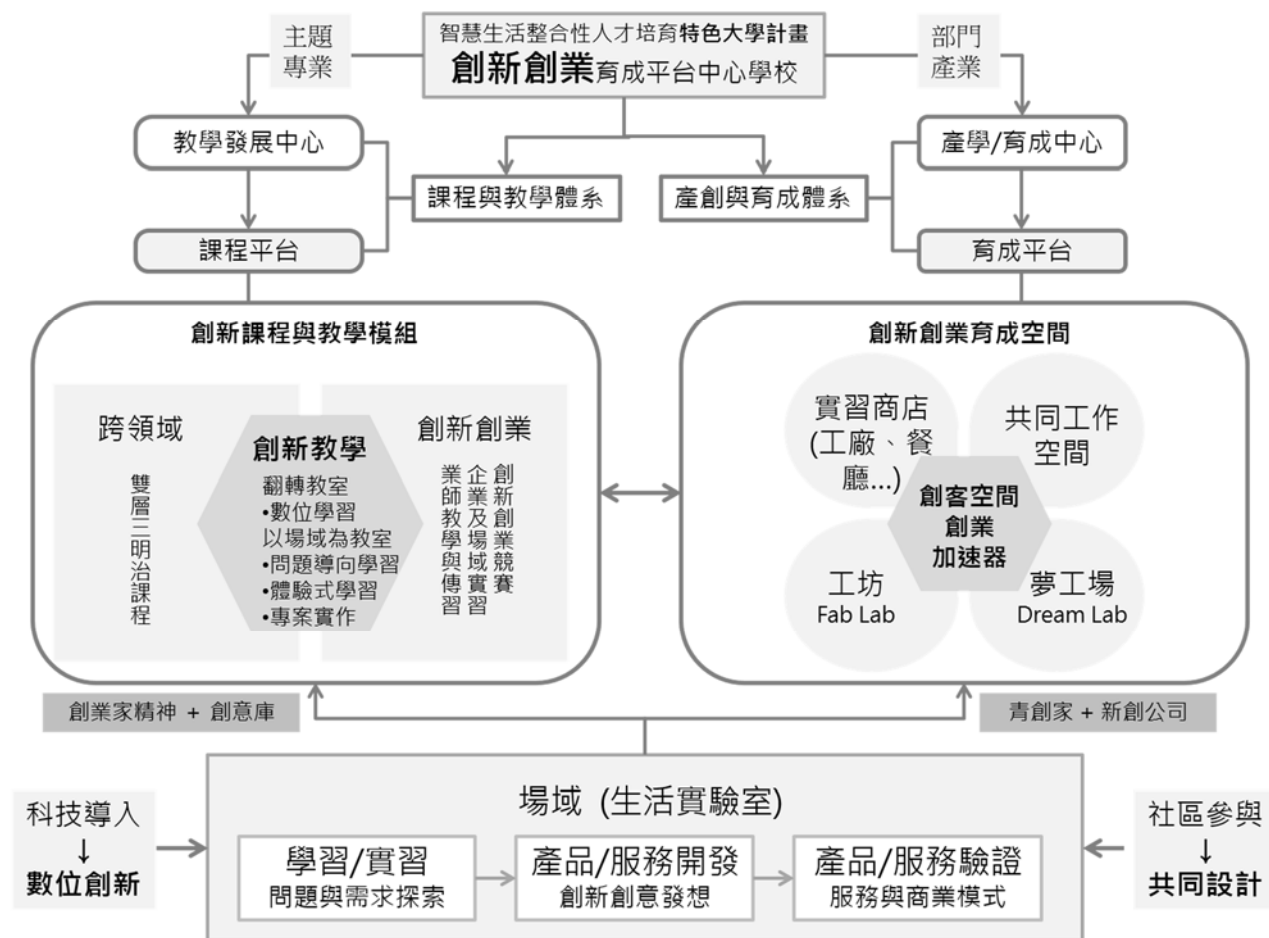 主題
專業
智慧生活整合性人才培育特色大學計畫
創新創業育成平台中心學校
部門
產業
教學發展中心
產學/育成中心
課程與教學體系
產創與育成體系
課程平台
育成平台
創新課程與教學模組
跨領域
雙層三明治課程
創新教學
翻轉教室
•數位學習
以場域為教室
•問題導向學習
•體驗式學習
•專案實作
創新創業
創新創業競賽
企業及場域實習
業師教學與傳習
創新創業育成空間
實習商店
(工廠、餐
廳...)
共同工作
空間
創客空間
創業
加速器
工坊
Fab Lab
夢工場
Dream Lab
創業家精神 + 創意庫
青創家 + 新創公司
場域 (生活實驗室)
科技導入
↓
數位創新
學習/實習
問題與需求探索
產品/服務開發
創新創意發想
產品/服務驗證
服務與商業模式
社區參與
↓
共同設計